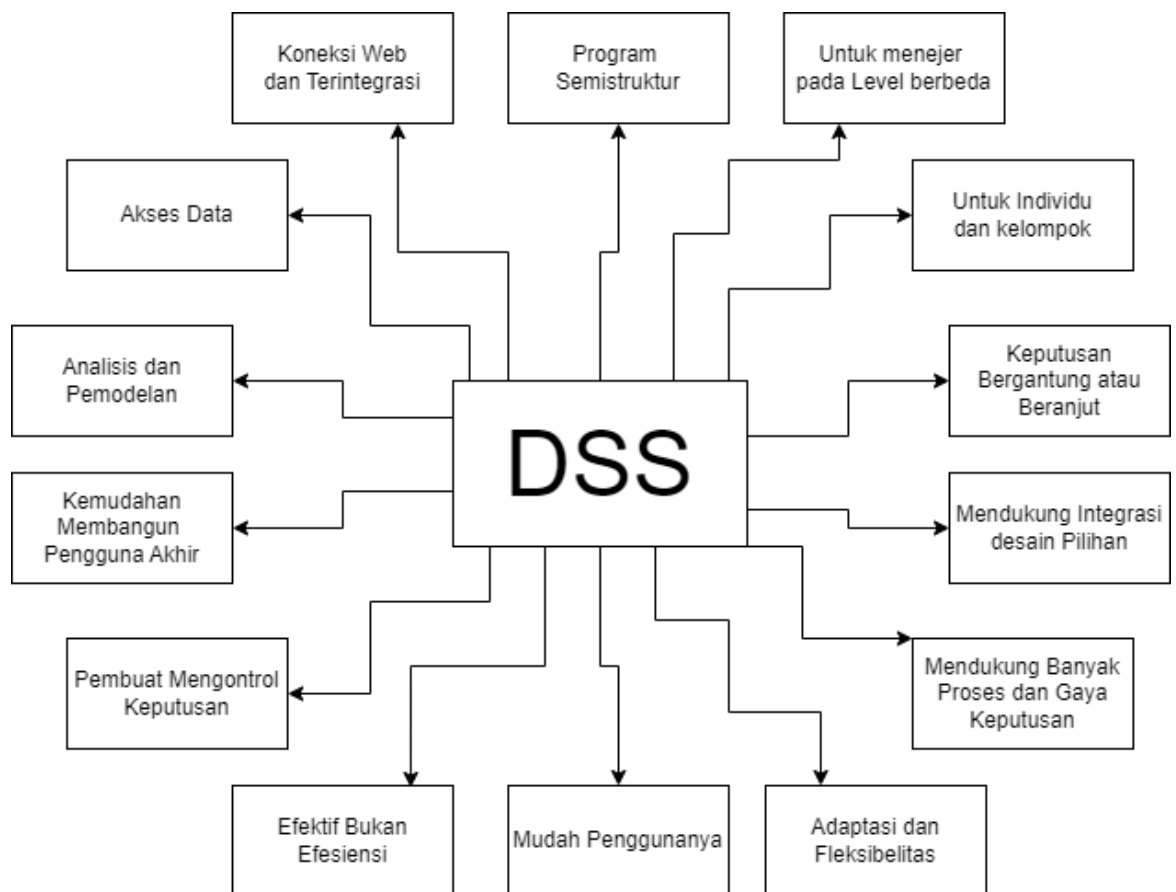 Koneksi Web
dan Terintegrasi
Program
Semistruktur
Untuk menejer
pada Level berbeda
Akses Data
Untuk Individu
dan kelompok
Analisis dan
Pemodelan
Keputusan
Bergantung atau
Beranjut
DSS
Kemudahan
Membangun
Pengguna Akhir
Mendukung Integrasi
desain Pilihan
Pembuat Mengontrol
Keputusan
Mendukung Banyak
Proses dan Gaya
Keputusan
Efektif Bukan
Efesiensi
Mudah Penggunanya
Adaptasi dan
Fleksibelitas